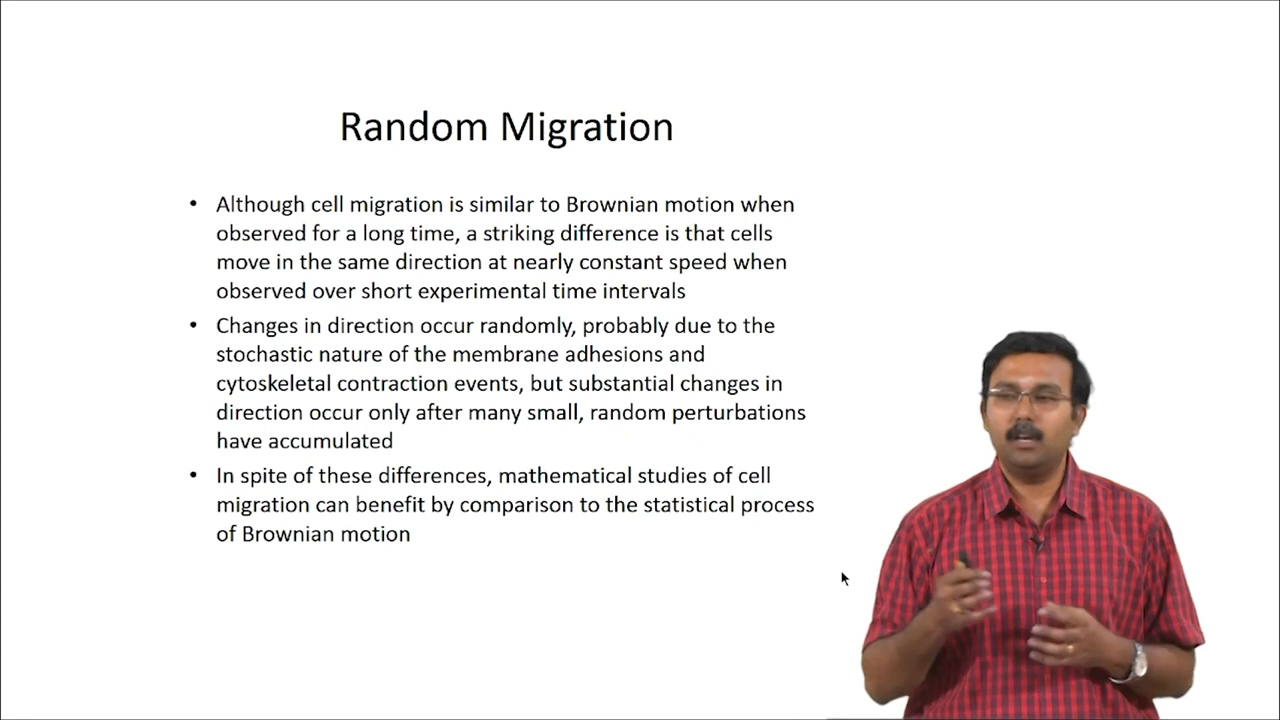 Random Migration
• Although cell migration is similar to Brownian motion when
observed for a long time, a striking difference is that cells
move in the same direction at nearly constant speed when
observed over short experimental time intervals
• Changes in direction occur randomly, probably due to the
stochastic nature of the membrane adhesions and
cytoskeletal contraction events, but substantial changes in
direction occur only after many small, random perturbations
have accumulated
• In spite of these differences, mathematical studies of cell
migration can benefit by comparison to the statistical process
of Brownian motion